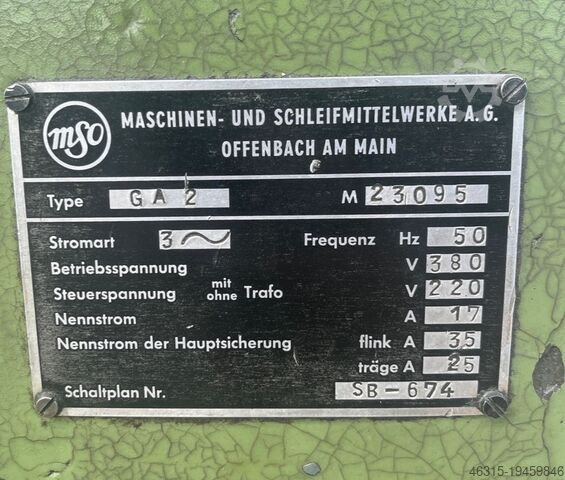 mso
MASCHINEN- UND SCHLEIFMITTELWERKE A.G.
OFFENBACH AM MAIN
Type GA 2 M 23095
Stromart 3~ Frequenz Hz 50
Betriebsspannung V 380
Steuerspannung mit ohne Trafo V 220
Nennstrom A 17
Nennstrom der Hauptsicherung flink A 35
träge A 25
Schaltplan Nr. SB-674
46315-19459846